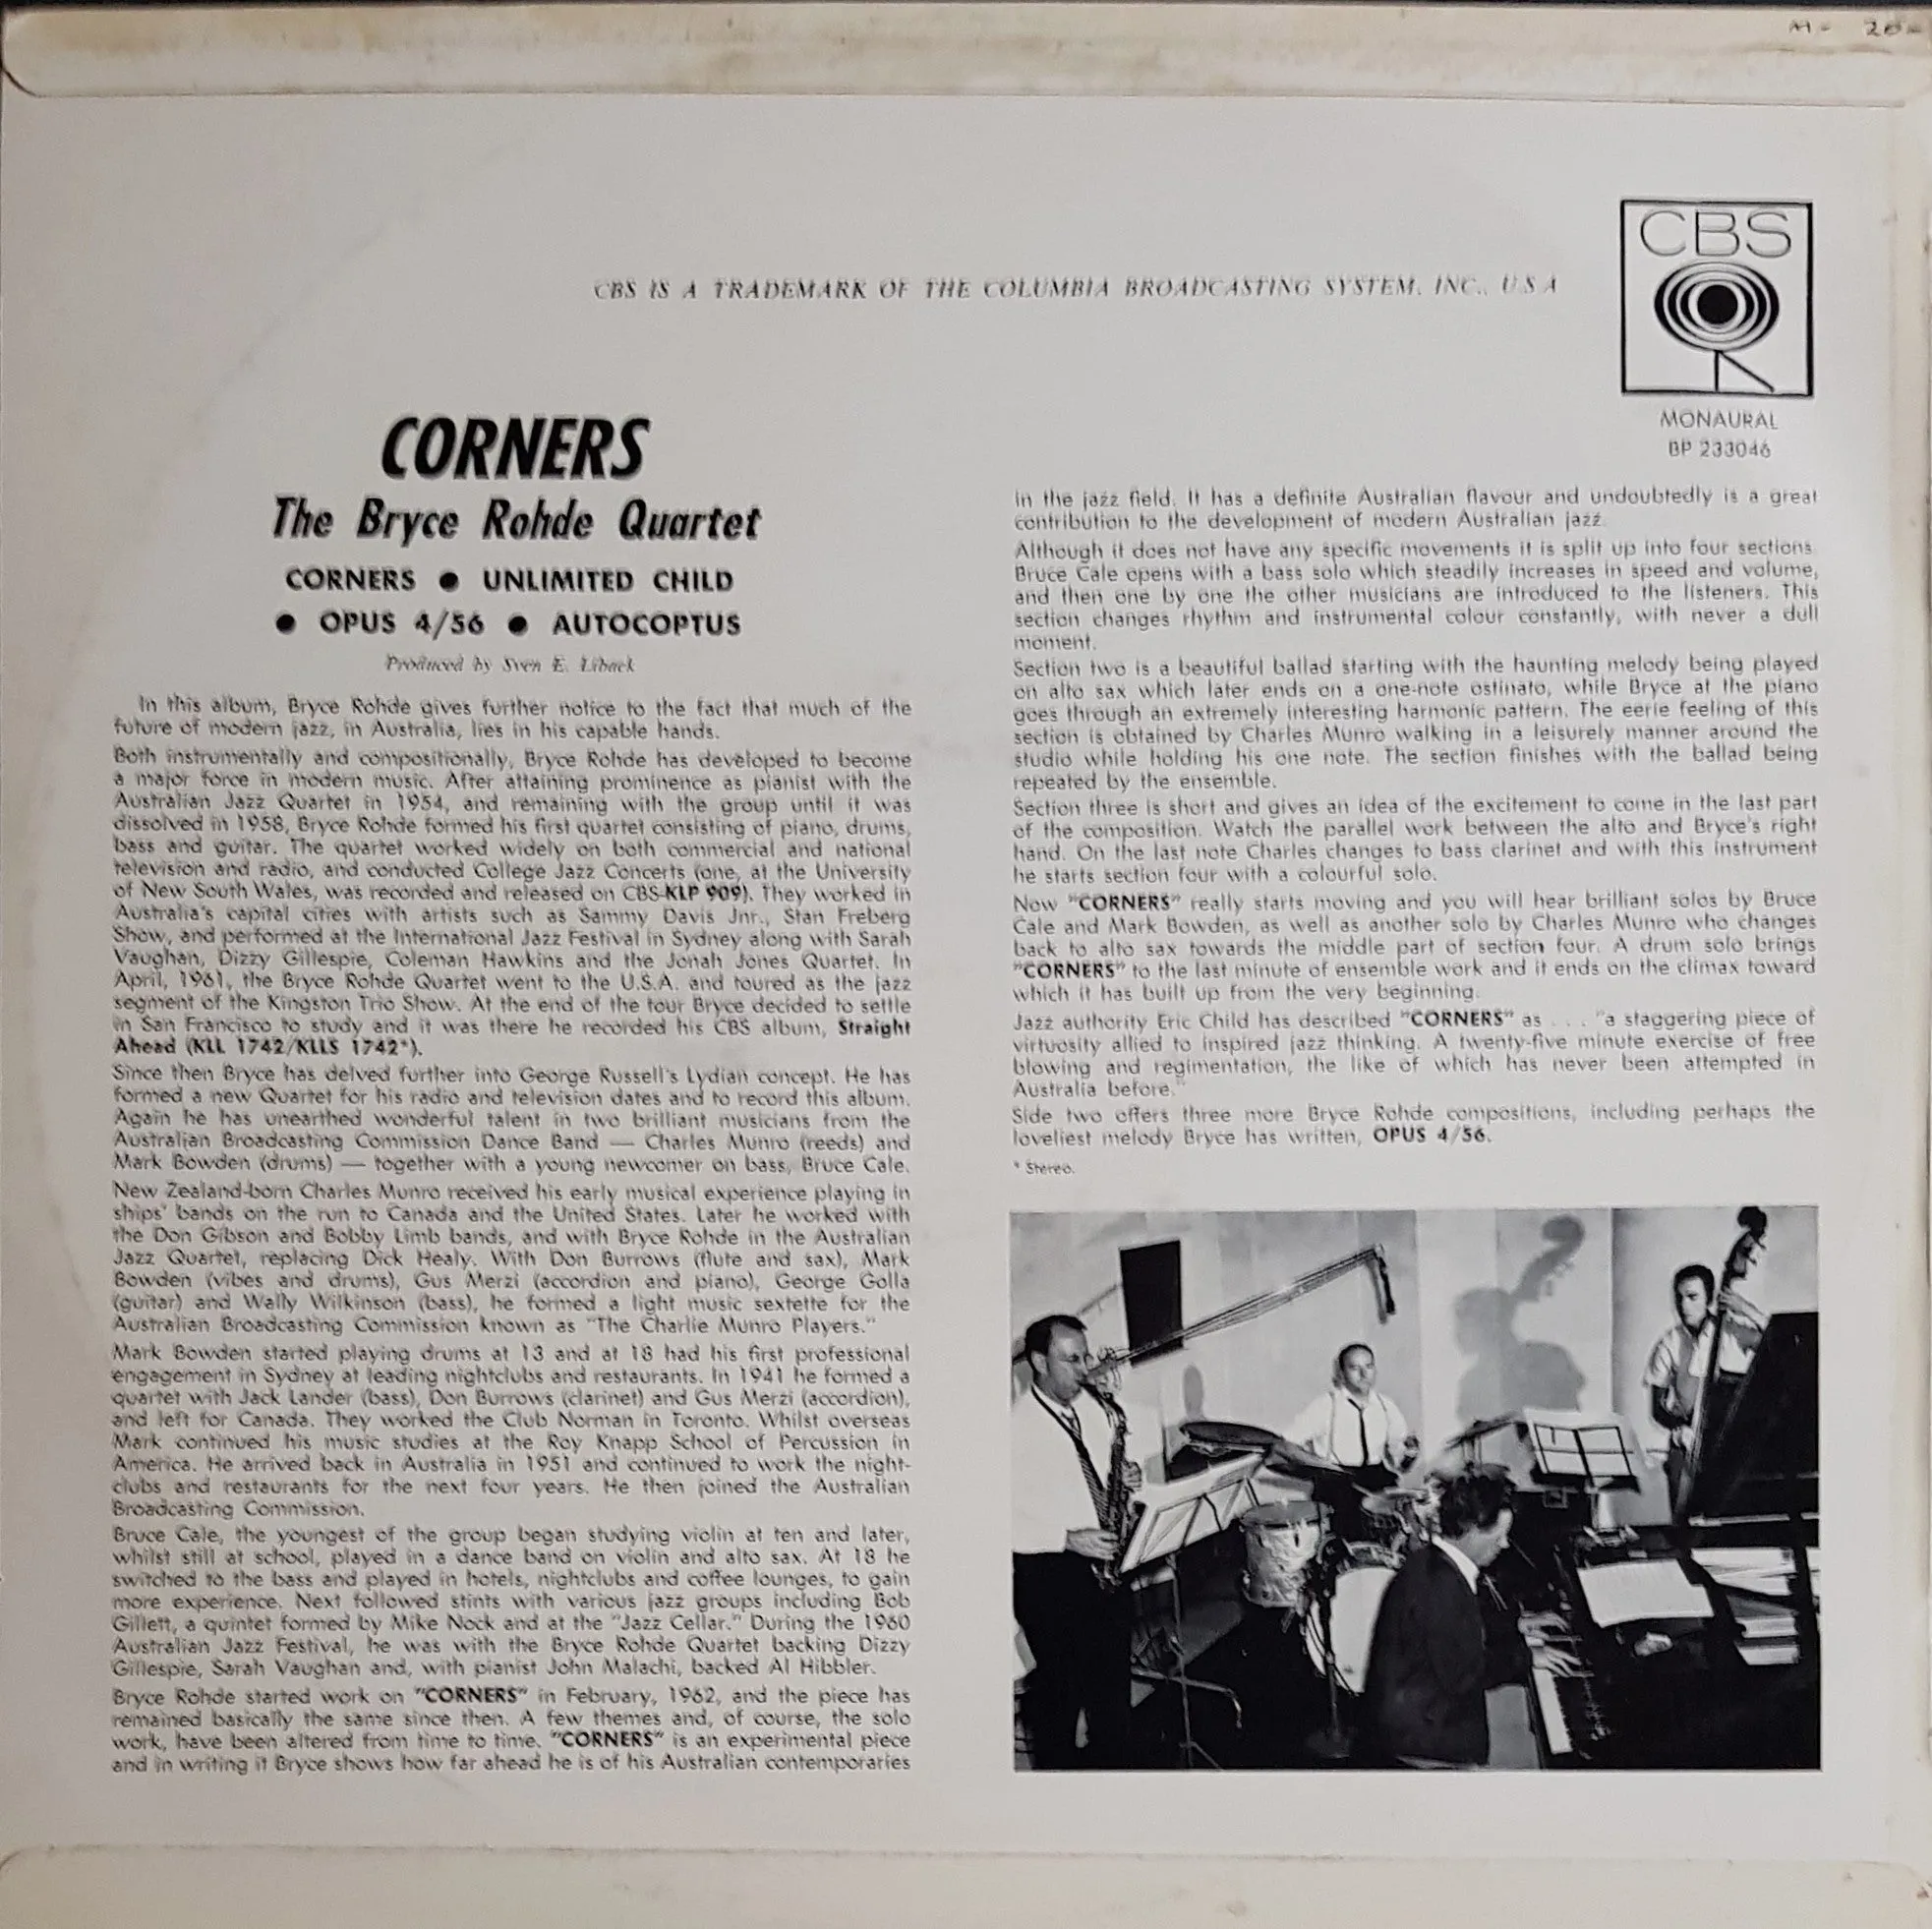 M- 20-
CBS
CBS IS A TRADEMARK OF THE COLUMBIA BROADCASTING SYSTEM, INC., U S A
MONAURAL
BP 233046
CORNERS
The Bryce Rohde Quartet
CORNERS ● UNLIMITED CHILD
● OPUS 4/56 ● AUTOCOPTUS
Produced by Sven E. Libaek
In this album, Bryce Rohde gives further notice to the fact that much of the
future of modern jazz, in Australia, lies in his capable hands.
Both instrumentally and compositionally, Bryce Rohde has developed to become
a major force in modern music. After attaining prominence as pianist with the
Australian Jazz Quartet in 1954, and remaining with the group until it was
dissolved in 1958, Bryce Rohde formed his first quartet consisting of piano, drums,
bass and guitar. The quartet worked widely on both commercial and national
television and radio, and conducted College Jazz Concerts (one, at the University
of New South Wales, was recorded and released on CBS-KLP 909). They worked in
Australia's capital cities with artists such as Sammy Davis Jnr., Stan Freberg
Show, and performed at the International Jazz Festival in Sydney along with Sarah
Vaughan, Dizzy Gillespie, Coleman Hawkins and the Jonah Jones Quartet. In
April, 1961, the Bryce Rohde Quartet went to the U.S.A. and toured as the jazz
segment of the Kingston Trio Show. At the end of the tour Bryce decided to settle
in San Francisco to study and it was there he recorded his CBS album, Straight
Ahead (KLL 1742/KLLS 1742*).
Since then Bryce has delved further into George Russell's Lydian concept. He has
formed a new Quartet for his radio and television dates and to record this album.
Again he has unearthed wonderful talent in two brilliant musicians from the
Australian Broadcasting Commission Dance Band — Charles Munro (reeds) and
Mark Bowden (drums) — together with a young newcomer on bass, Bruce Cale.
New Zealand-born Charles Munro received his early musical experience playing in
ships' bands on the run to Canada and the United States. Later he worked with
the Don Gibson and Bobby Limb bands, and with Bryce Rohde in the Australian
Jazz Quartet, replacing Dick Healy. With Don Burrows (flute and sax), Mark
Bowden (vibes and drums), Gus Merzi (accordion and piano), George Golla
(guitar) and Wally Wilkinson (bass), he formed a light music sextette for the
Australian Broadcasting Commission known as "The Charlie Munro Players."
Mark Bowden started playing drums at 13 and at 18 had his first professional
engagement in Sydney at leading nightclubs and restaurants. In 1941 he formed a
quartet with Jack Lander (bass), Don Burrows (clarinet) and Gus Merzi (accordion),
and left for Canada. They worked the Club Norman in Toronto. Whilst overseas
Mark continued his music studies at the Roy Knapp School of Percussion in
America. He arrived back in Australia in 1951 and continued to work the night-
clubs and restaurants for the next four years. He then joined the Australian
Broadcasting Commission.
Bruce Cale, the youngest of the group began studying violin at ten and later,
whilst still at school, played in a dance band on violin and alto sax. At 18 he
switched to the bass and played in hotels, nightclubs and coffee lounges, to gain
more experience. Next followed stints with various jazz groups including Bob
Gillett, a quintet formed by Mike Nock and at the "Jazz Cellar." During the 1960
Australian Jazz Festival, he was with the Bryce Rohde Quartet backing Dizzy
Gillespie, Sarah Vaughan and, with pianist John Malachi, backed Al Hibbler.
Bryce Rohde started work on "CORNERS" in February, 1962, and the piece has
remained basically the same since then. A few themes and, of course, the solo
work, have been altered from time to time. "CORNERS" is an experimental piece
and in writing it Bryce shows how far ahead he is of his Australian contemporaries
in the jazz field. It has a definite Australian flavour and undoubtedly is a great
contribution to the development of modern Australian jazz.
Although it does not have any specific movements it is split up into four sections.
Bruce Cale opens with a bass solo which steadily increases in speed and volume,
and then one by one the other musicians are introduced to the listeners. This
section changes rhythm and instrumental colour constantly, with never a dull
moment.
Section two is a beautiful ballad starting with the haunting melody being played
on alto sax which later ends on a one-note ostinato, while Bryce at the piano
goes through an extremely interesting harmonic pattern. The eerie feeling of this
section is obtained by Charles Munro walking in a leisurely manner around the
studio while holding his one note. The section finishes with the ballad being
repeated by the ensemble.
Section three is short and gives an idea of the excitement to come in the last part
of the composition. Watch the parallel work between the alto and Bryce's right
hand. On the last note Charles changes to bass clarinet and with this instrument
he starts section four with a colourful solo.
Now "CORNERS" really starts moving and you will hear brilliant solos by Bruce
Cale and Mark Bowden, as well as another solo by Charles Munro who changes
back to alto sax towards the middle part of section four. A drum solo brings
"CORNERS" to the last minute of ensemble work and it ends on the climax toward
which it has built up from the very beginning.
Jazz authority Eric Child has described "CORNERS" as . . . "a staggering piece of
virtuosity allied to inspired jazz thinking. A twenty-five minute exercise of free
blowing and regimentation, the like of which has never been attempted in
Australia before."
Side two offers three more Bryce Rohde compositions, including perhaps the
loveliest melody Bryce has written, OPUS 4/56.
* Stereo.